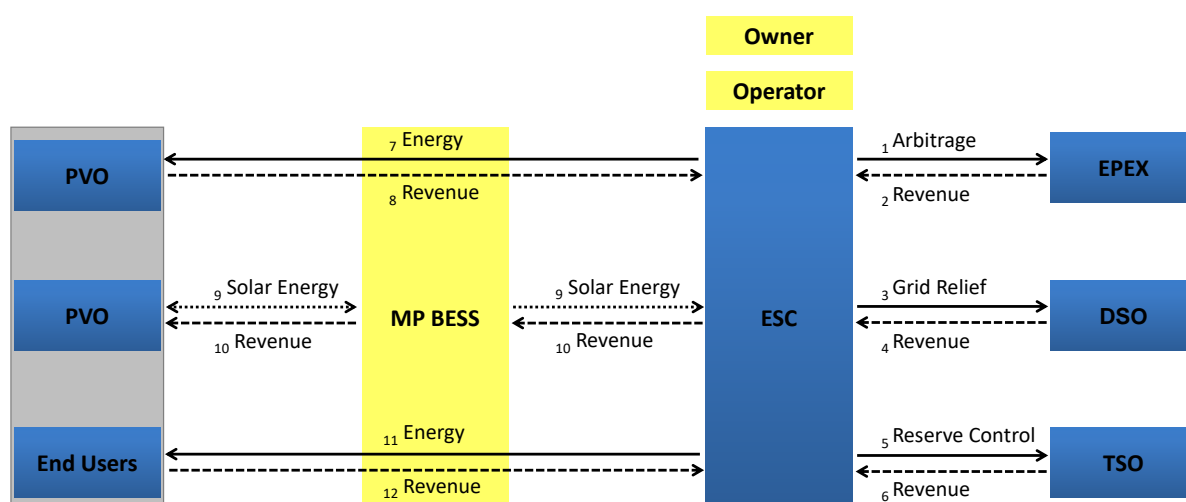 Owner
Operator
7 Energy
1 Arbitrage
PVO
EPEX
8 Revenue
2 Revenue
9 Solar Energy
9 Solar Energy
3 Grid Relief
PVO
MP BESS
ESC
DSO
10 Revenue
10 Revenue
4 Revenue
11 Energy
5 Reserve Control
End Users
TSO
12 Revenue
6 Revenue